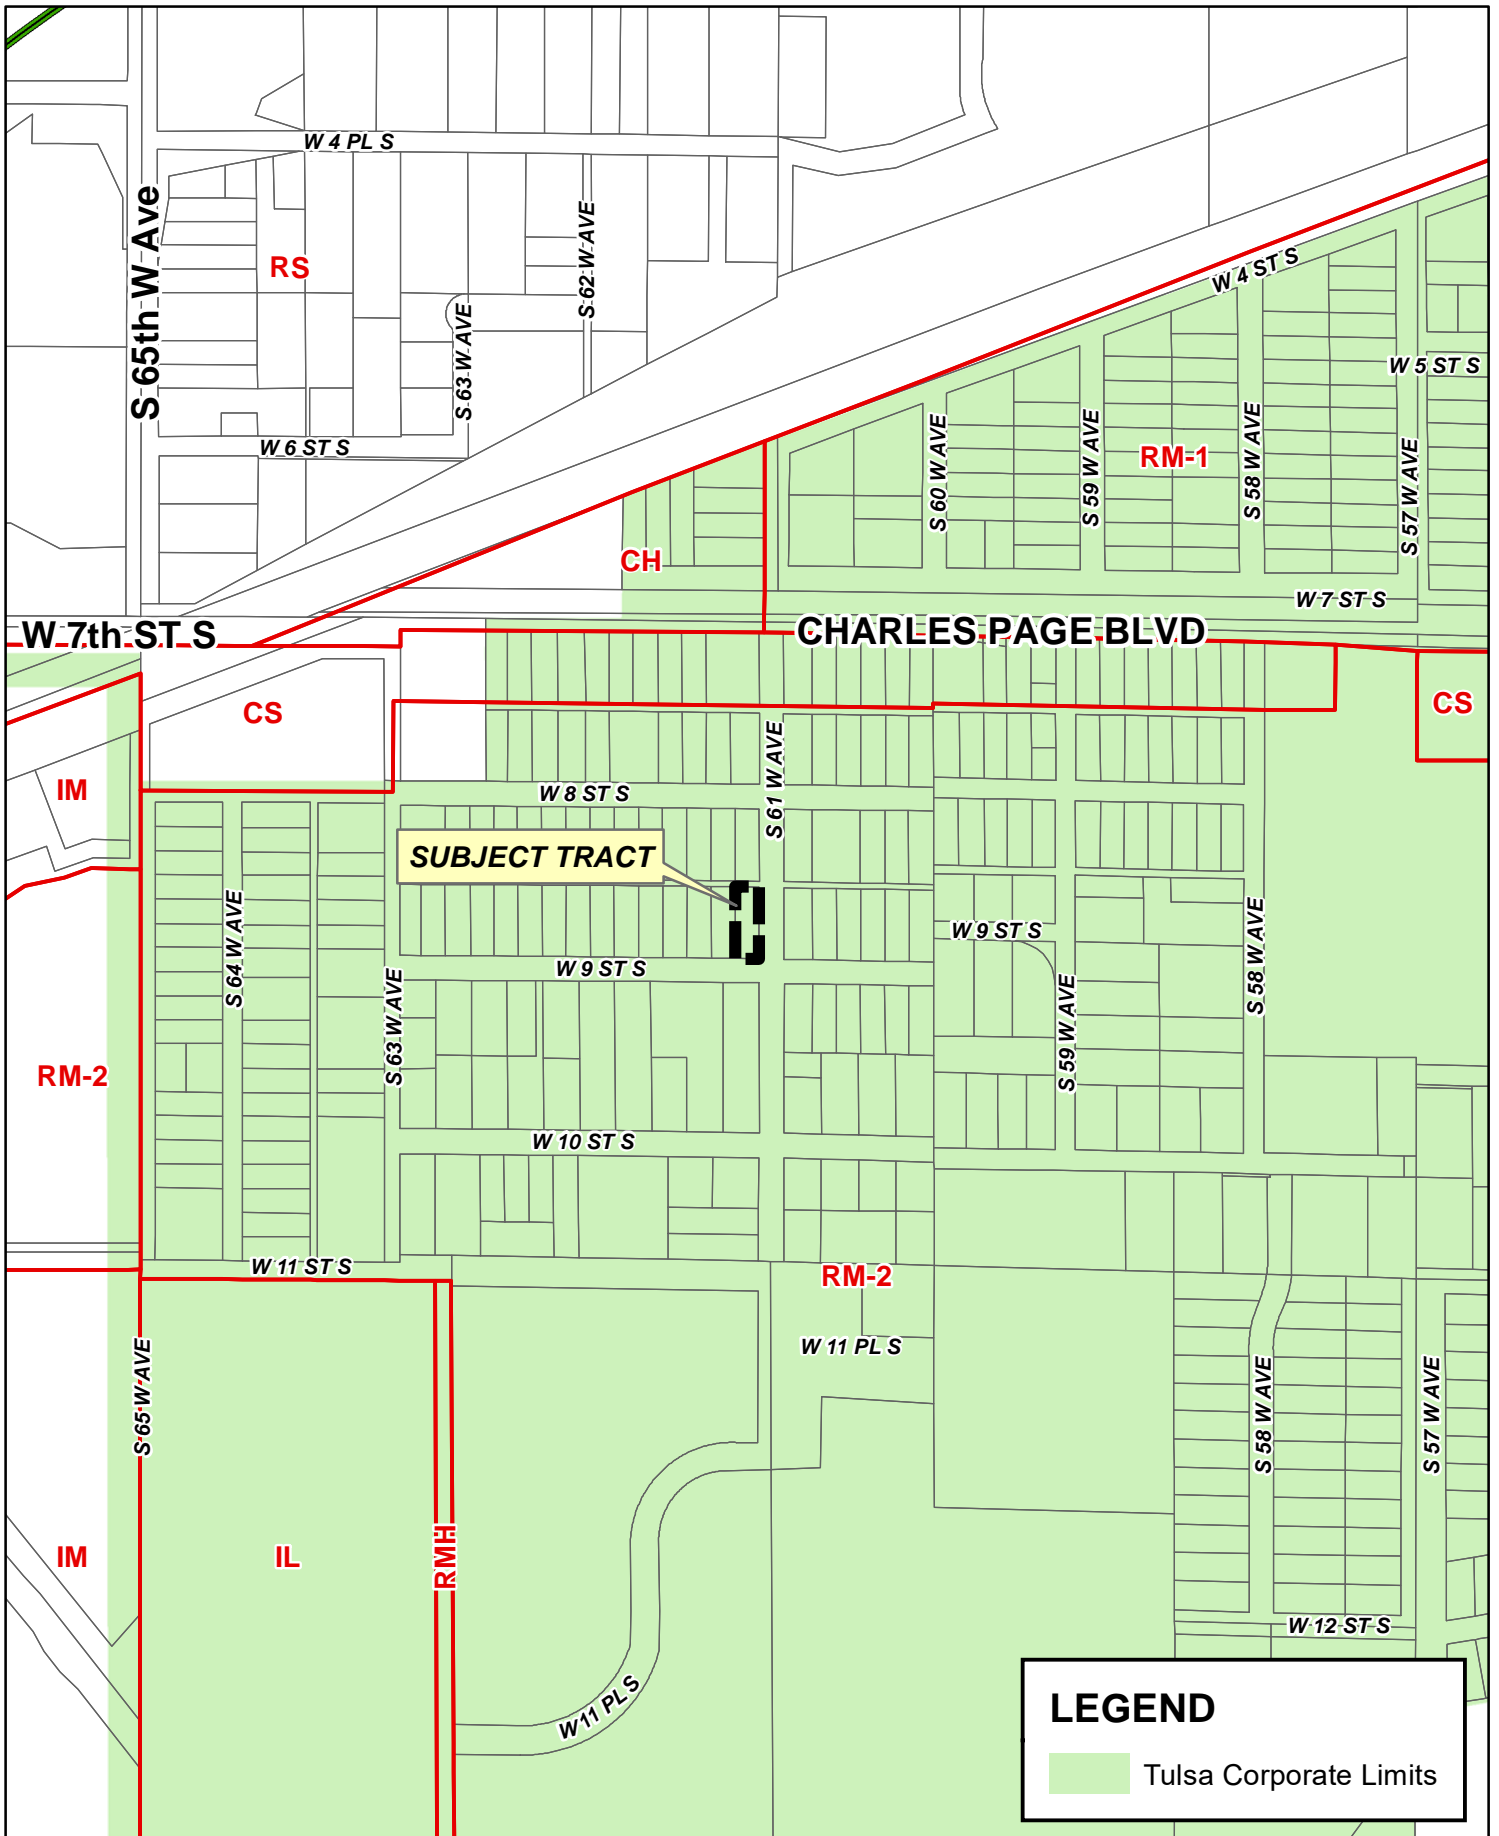 W 4 PL S
S 65th W Ave
S 62 W AVE
RS
W 4 ST S
S 63 W AVE
W 5 ST S
S 60 W AVE
S 59 W AVE
RM-1
S 58 W AVE
S 57 W AVE
W 6 ST S
CH
W 7 ST S
W 7th ST S
CHARLES PAGE BLVD
CS
CS
S 61 W AVE
IM
W 8 ST S
SUBJECT TRACT
S 64 W AVE
W 9 ST S
S 58 W AVE
W 9 ST S
S 63 W AVE
S 59 W AVE
RM-2
W 10 ST S
W 11 ST S
RM-2
W 11 PL S
S 65 W AVE
S 58 W AVE
S 57 W AVE
IM
IL
RMH
W 12 ST S
W 11 PL S
LEGEND
Tulsa Corporate Limits